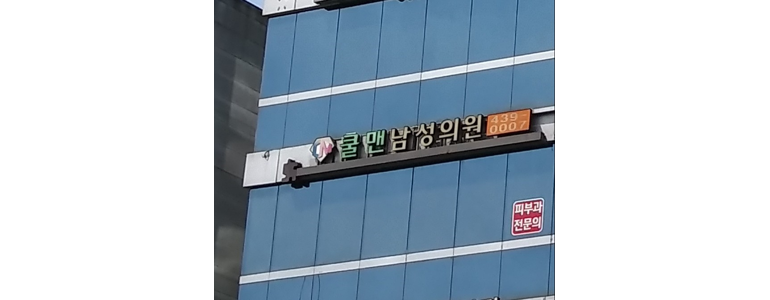 쿨맨남성의원 439-
0007
피부과
전문의